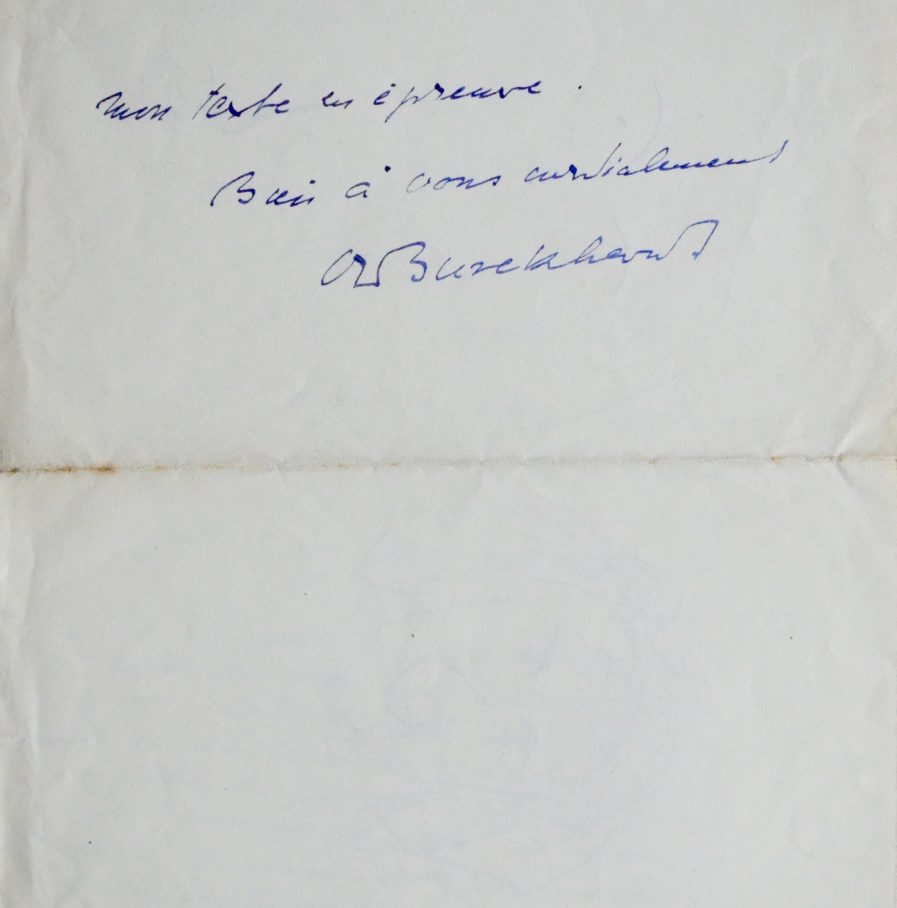 mon texte en épreuve.
Bien à vous cordialement
Burckhardt